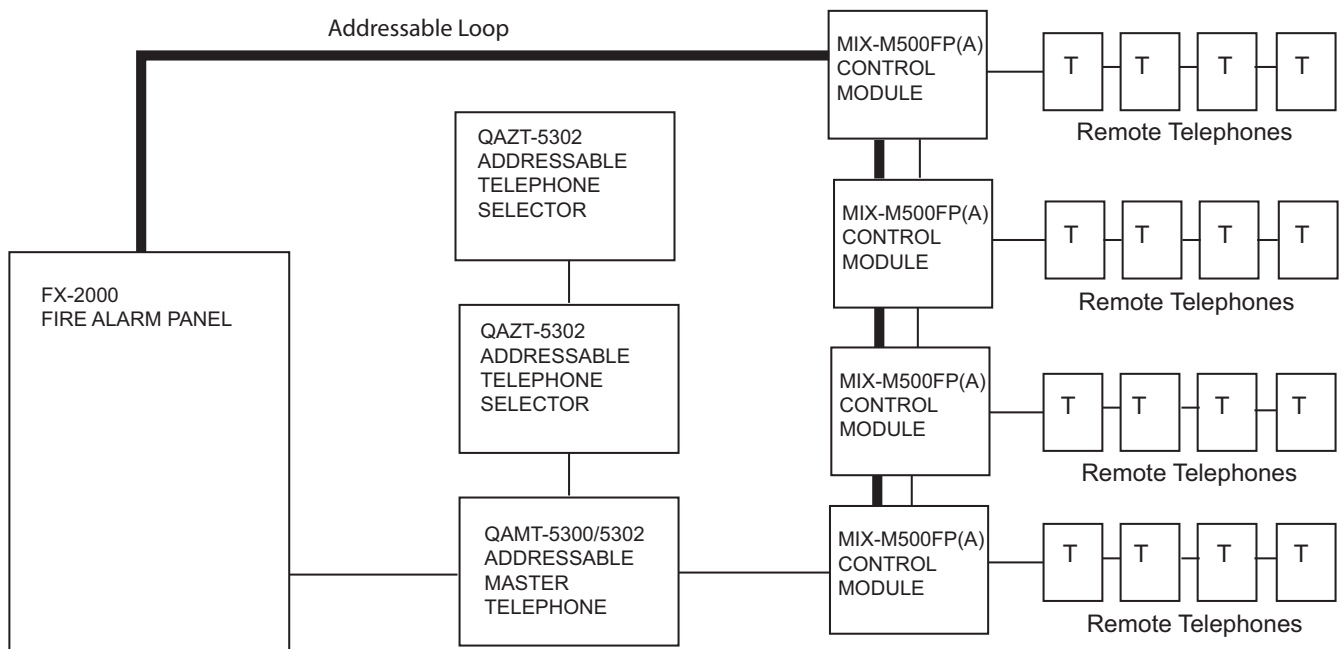 Addressable Loop
MIX-M500FP(A)
CONTROL
MODULE
T T T T
Remote Telephones
QAZT-5302
ADDRESSABLE
TELEPHONE
SELECTOR
MIX-M500FP(A)
CONTROL
MODULE
T T T T
Remote Telephones
FX-2000
FIRE ALARM PANEL
QAZT-5302
ADDRESSABLE
TELEPHONE
SELECTOR
MIX-M500FP(A)
CONTROL
MODULE
T T T T
Remote Telephones
QAMT-5300/5302
ADDRESSABLE
MASTER
TELEPHONE
MIX-M500FP(A)
CONTROL
MODULE
T T T T
Remote Telephones